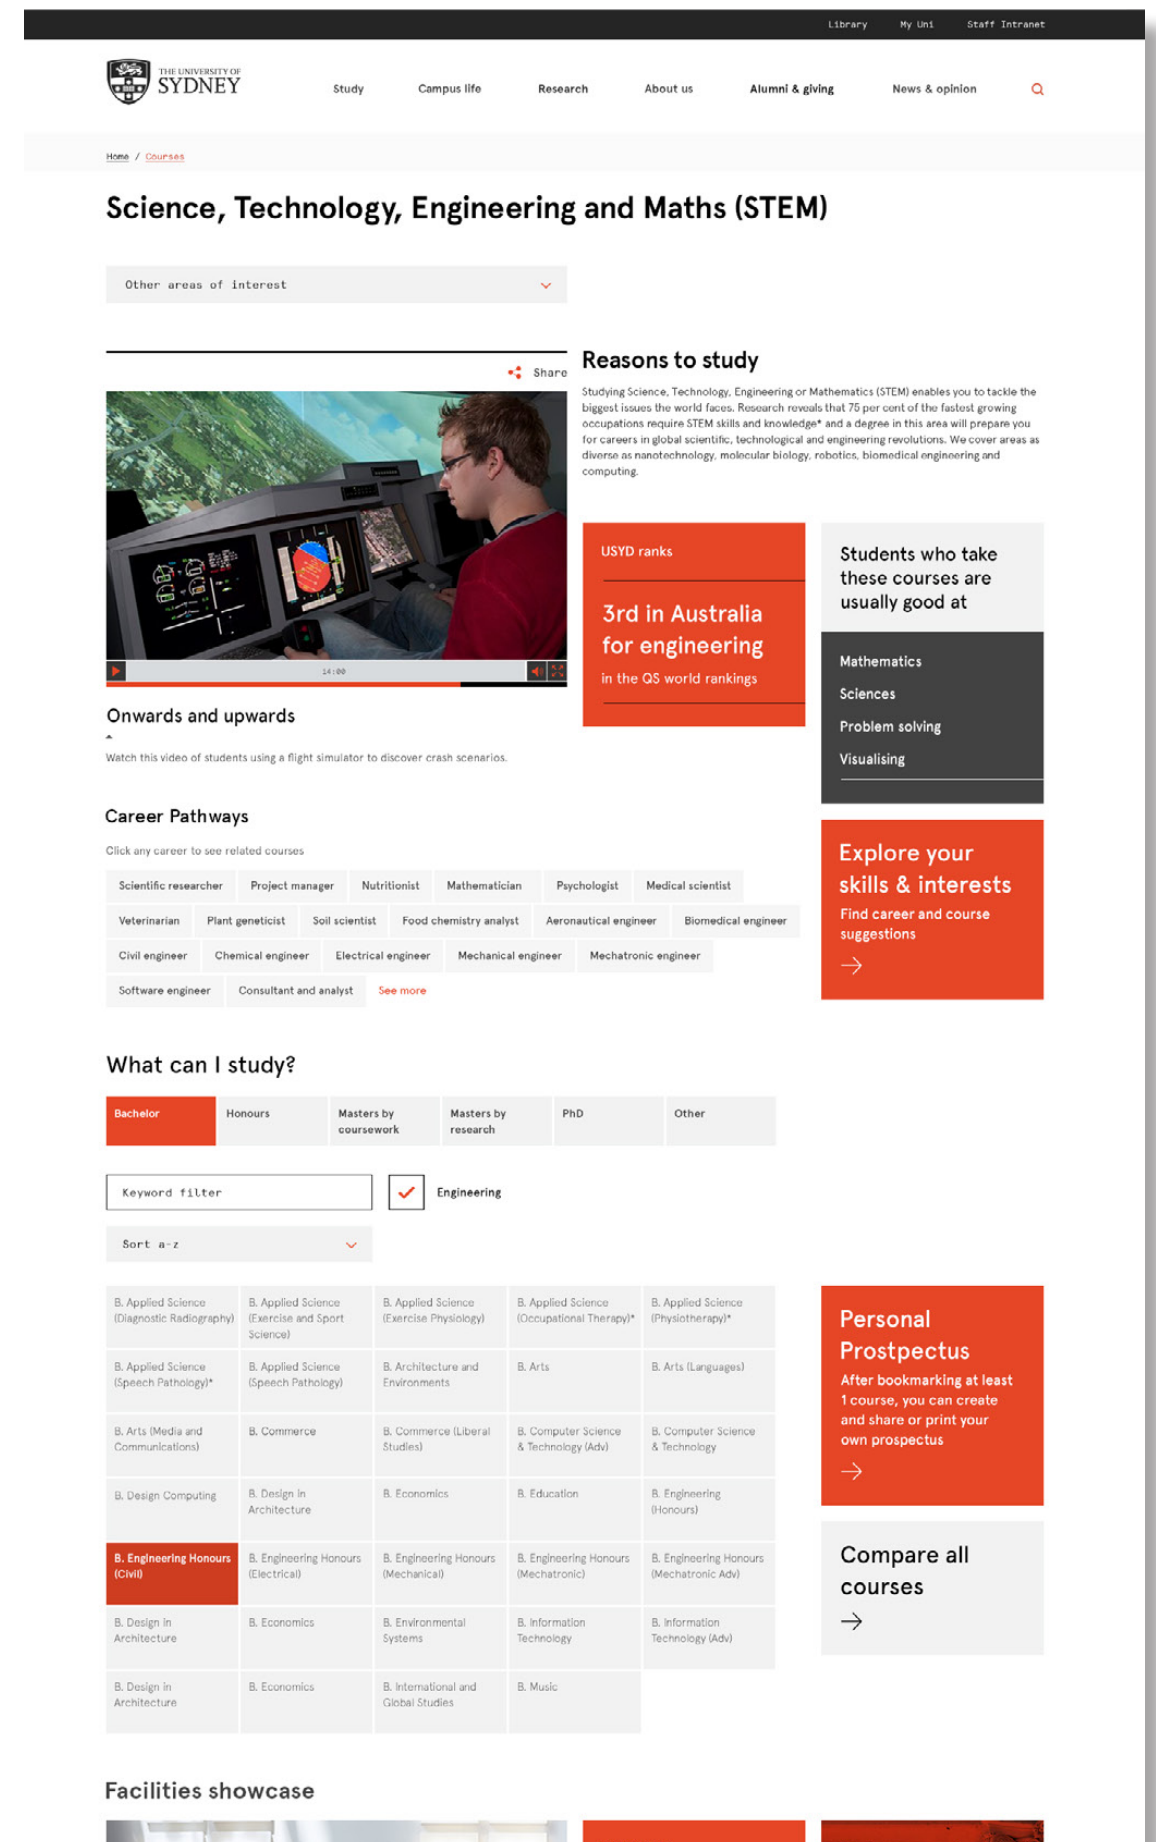 Library My Uni Staff Intranet
THE UNIVERSITY OF
SYDNEY
Study Campus life Research About us Alumni & giving News & opinion
Home / Courses
Science, Technology, Engineering and Maths (STEM)
Other areas of interest
Share
14:00
Onwards and upwards
Watch this video of students using a flight simulator to discover crash scenarios.
Reasons to study
Studying Science, Technology, Engineering or Mathematics (STEM) enables you to tackle the
biggest issues the world faces. Research reveals that 75 per cent of the fastest growing
occupations require STEM skills and knowledge* and a degree in this area will prepare you
for careers in global scientific, technological and engineering revolutions. We cover areas as
diverse as nanotechnology, molecular biology, robotics, biomedical engineering and
computing.
USYD ranks
3rd in Australia
for engineering
in the QS world rankings
Students who take
these courses are
usually good at
Mathematics
Sciences
Problem solving
Visualising
Career Pathways
Click any career to see related courses
Scientific researcher Project manager Nutritionist Mathematician Psychologist Medical scientist
Veterinarian Plant geneticist Soil scientist Food chemistry analyst Aeronautical engineer Biomedical engineer
Civil engineer Chemical engineer Electrical engineer Mechanical engineer Mechatronic engineer
Software engineer Consultant and analyst See more
Explore your
skills & interests
Find career and course
suggestions
What can I study?
Bachelor Honours Masters by PhD Other
coursework
Masters by
research
Keyword filter
Engineering
Sort a-z
B. Applied Science
(Diagnostic Radiography)
B. Applied Science
(Exercise and Sport
Science)
B. Applied Science
(Exercise Physiology)
B. Applied Science
(Occupational Therapy)*
B. Applied Science
(Physiotherapy)*
B. Applied Science
(Speech Pathology)*
B. Applied Science
(Speech Pathology)
B. Architecture and
Environments
B. Arts
B. Arts (Languages)
B. Arts (Media and
Communications)
B. Commerce
B. Commerce (Liberal
Studies)
B. Computer Science
& Technology (Adv)
B. Computer Science
& Technology
B. Design Computing
B. Design in
Architecture
B. Economics
B. Education
B. Engineering
(Honours)
B. Engineering Honours
(Civil)
B. Engineering Honours
(Electrical)
B. Engineering Honours
(Mechanical)
B. Engineering Honours
(Mechatronic)
B. Engineering Honours
(Mechatronic Adv)
B. Design in
Architecture
B. Economics
B. Environmental
Systems
B. Information
Technology
B. Information
Technology (Adv)
B. Design in
Architecture
B. Economics
B. International and
Global Studies
B. Music
Personal
Prostpectus
After bookmarking at least
1 course, you can create
and share or print your
own prospectus
Compare all
courses
Facilities showcase